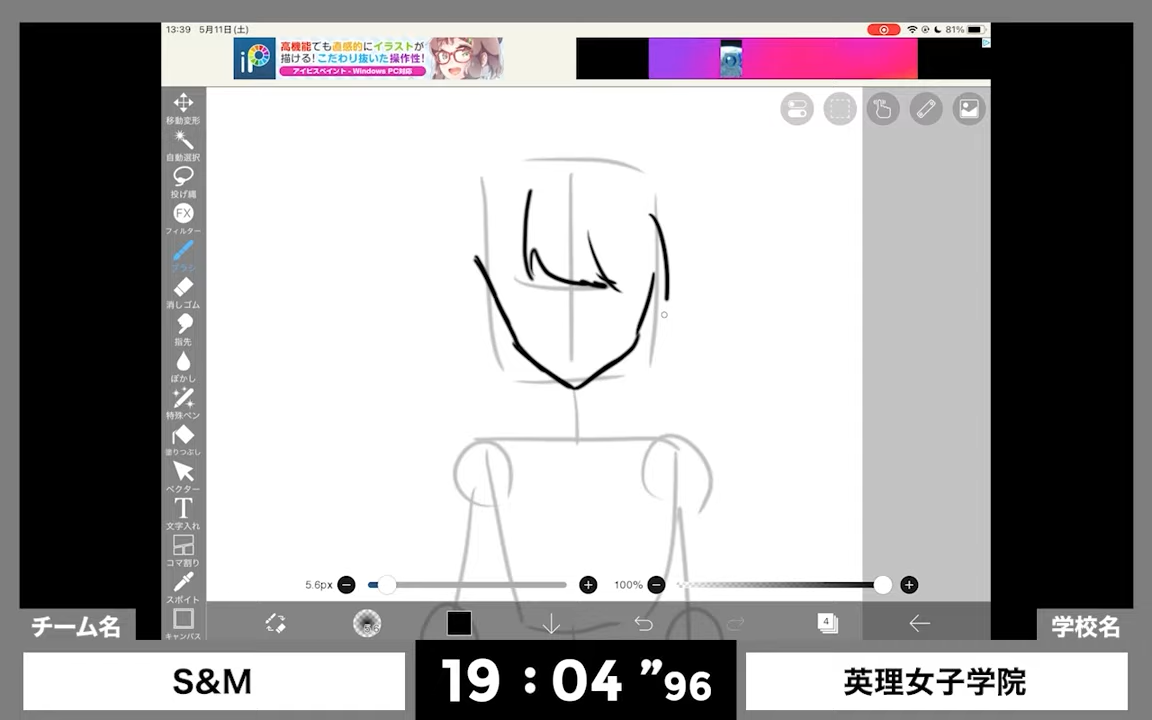 13:39 5月11日(土)
81%
iP
高機能でも直感的にイラストが
描ける!こだわり抜いた操作性!
アイビスペイント - Windows PC対応
移動変形
自動選択
投げ縄
FX
フィルター
ブラシ
消しゴム
指先
ぼかし
特殊ペン
塗りつぶし
ベクター
T
文字入れ
コマ割り
スポイト
キャンバス
5.6px
100%
4
チーム名
学校名
S&M
19:04"96
英理女子学院